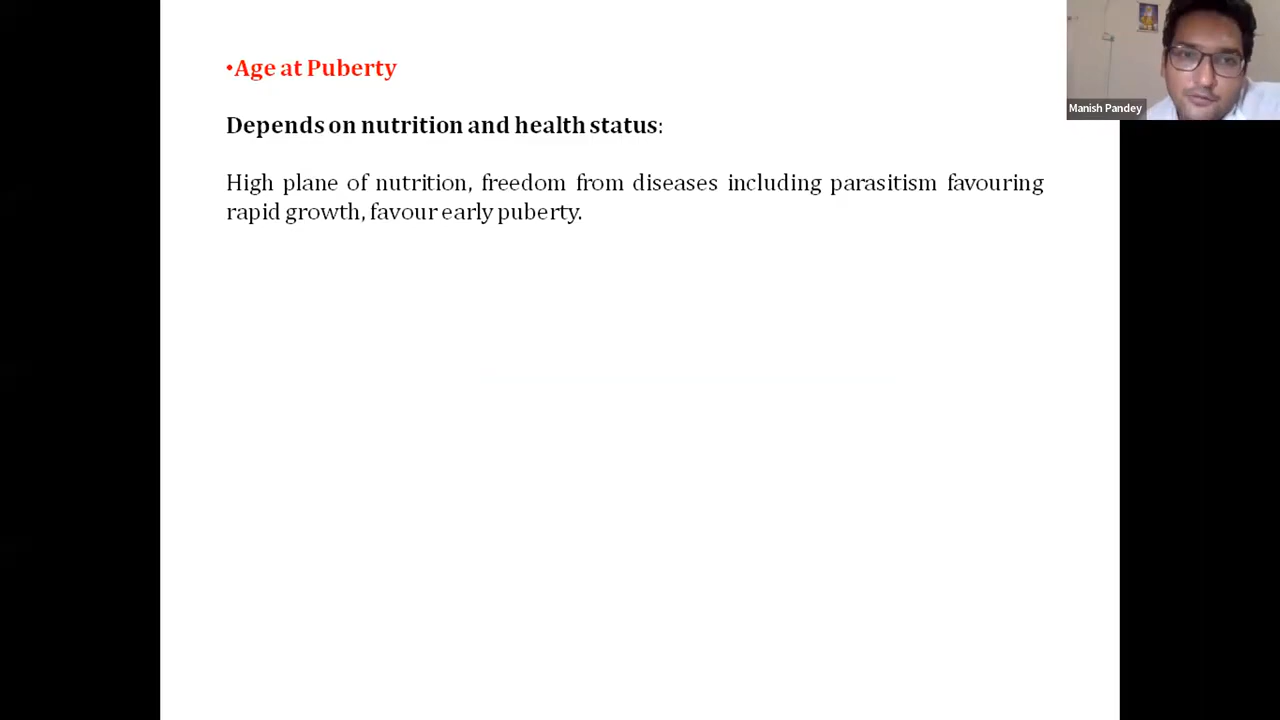 •Age at Puberty
Depends on nutrition and health status:
High plane of nutrition, freedom from diseases including parasitism favouring
rapid growth, favour early puberty.
Manish Pandey